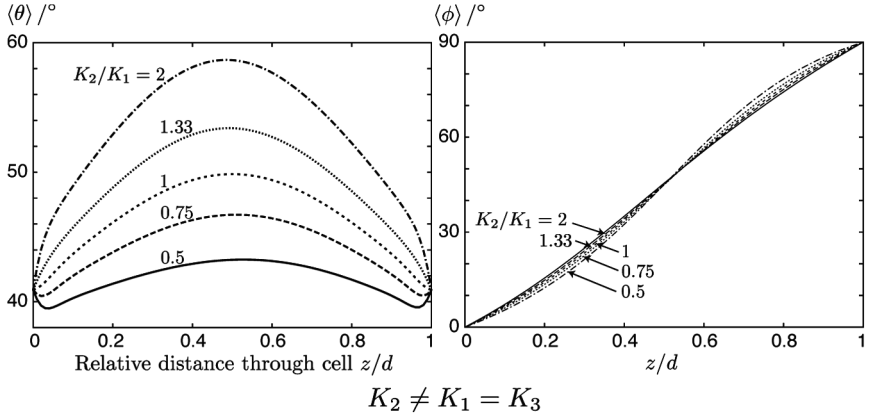 ⟨θ⟩ /°
60
50
40
K₂/K₁ = 2
1.33
1
0.75
0.5
0 0.2 0.4 0.6 0.8 1
Relative distance through cell z/d
⟨ϕ⟩ /°
90
60
30
0
K₂/K₁ = 2
1.33
1
0.75
0.5
0 0.2 0.4 0.6 0.8 1
z/d
K₂ ≠ K₁ = K₃